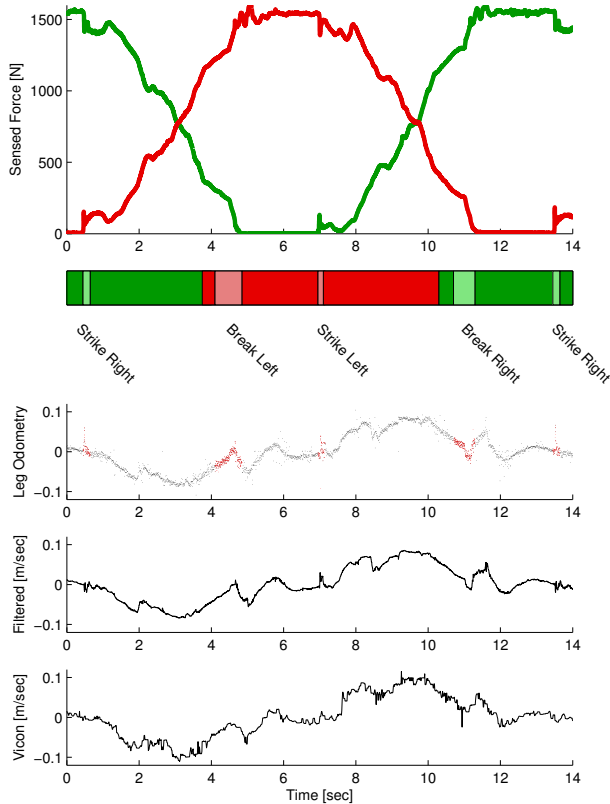 Sensed Force [N]
1500
1000
500
0
0 2 4 6 8 10 12 14
Strike Right
Break Left
Strike Left
Break Right
Strike Right
Leg Odometry
0.1
0
−0.1
0 2 4 6 8 10 12 14
Filtered [m/sec]
0.1
0
−0.1
0 2 4 6 8 10 12 14
Vicon [m/sec]
0.1
0
−0.1
0 2 4 6 8 10 12 14
Time [sec]